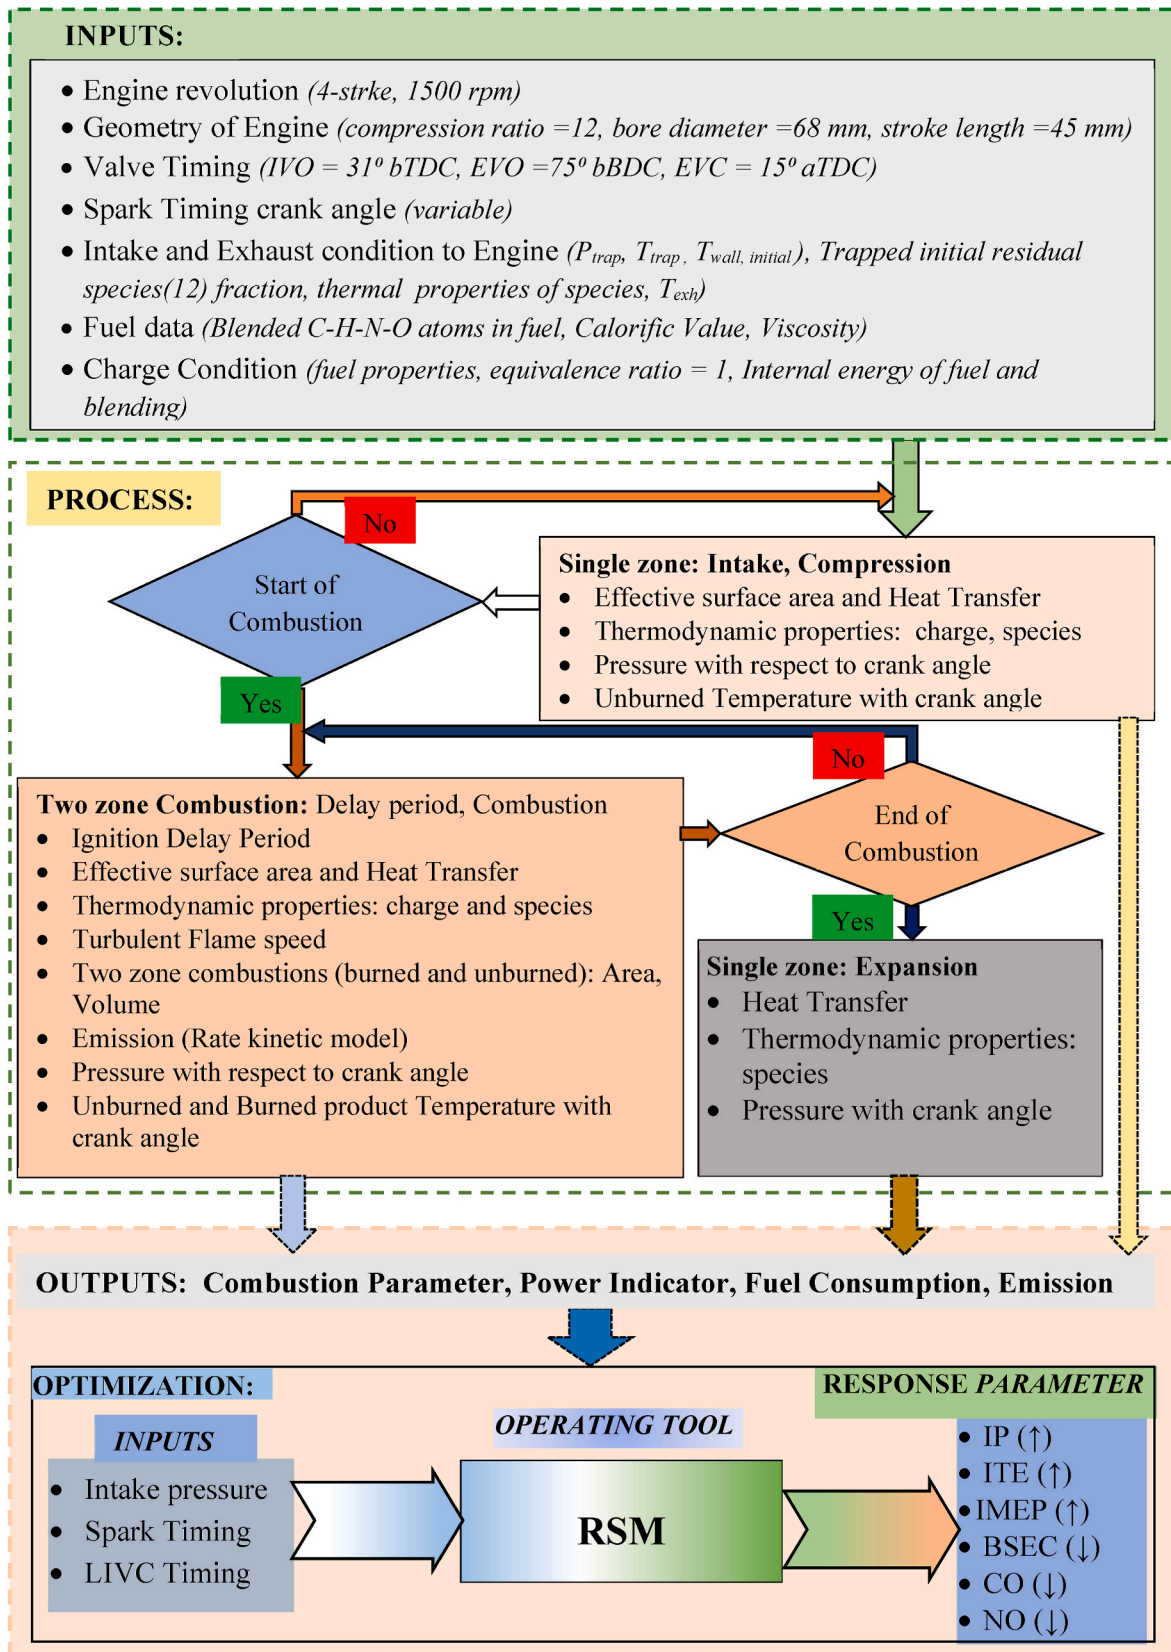 INPUTS:
• Engine revolution (4-strke, 1500 rpm)
• Geometry of Engine (compression ratio =12, bore diameter =68 mm, stroke length =45 mm)
• Valve Timing (IVO = 31⁰ bTDC, EVO =75⁰ bBDC, EVC = 15⁰ aTDC)
• Spark Timing crank angle (variable)
• Intake and Exhaust condition to Engine (P_trap, T_trap , T_wall, initial), Trapped initial residual
species(12) fraction, thermal properties of species, T_exh)
• Fuel data (Blended C-H-N-O atoms in fuel, Calorific Value, Viscosity)
• Charge Condition (fuel properties, equivalence ratio = 1, Internal energy of fuel and
blending)
PROCESS:
No
Start of
Combustion
Yes
Single zone: Intake, Compression
• Effective surface area and Heat Transfer
• Thermodynamic properties: charge, species
• Pressure with respect to crank angle
• Unburned Temperature with crank angle
Two zone Combustion: Delay period, Combustion
• Ignition Delay Period
• Effective surface area and Heat Transfer
• Thermodynamic properties: charge and species
• Turbulent Flame speed
• Two zone combustions (burned and unburned): Area,
Volume
• Emission (Rate kinetic model)
• Pressure with respect to crank angle
• Unburned and Burned product Temperature with
crank angle
No
End of
Combustion
Yes
Single zone: Expansion
• Heat Transfer
• Thermodynamic properties:
species
• Pressure with crank angle
OUTPUTS: Combustion Parameter, Power Indicator, Fuel Consumption, Emission
OPTIMIZATION:
INPUTS
• Intake pressure
• Spark Timing
• LIVC Timing
OPERATING TOOL
RSM
RESPONSE PARAMETER
• IP (↑)
• ITE (↑)
• IMEP (↑)
• BSEC (↓)
• CO (↓)
• NO (↓)